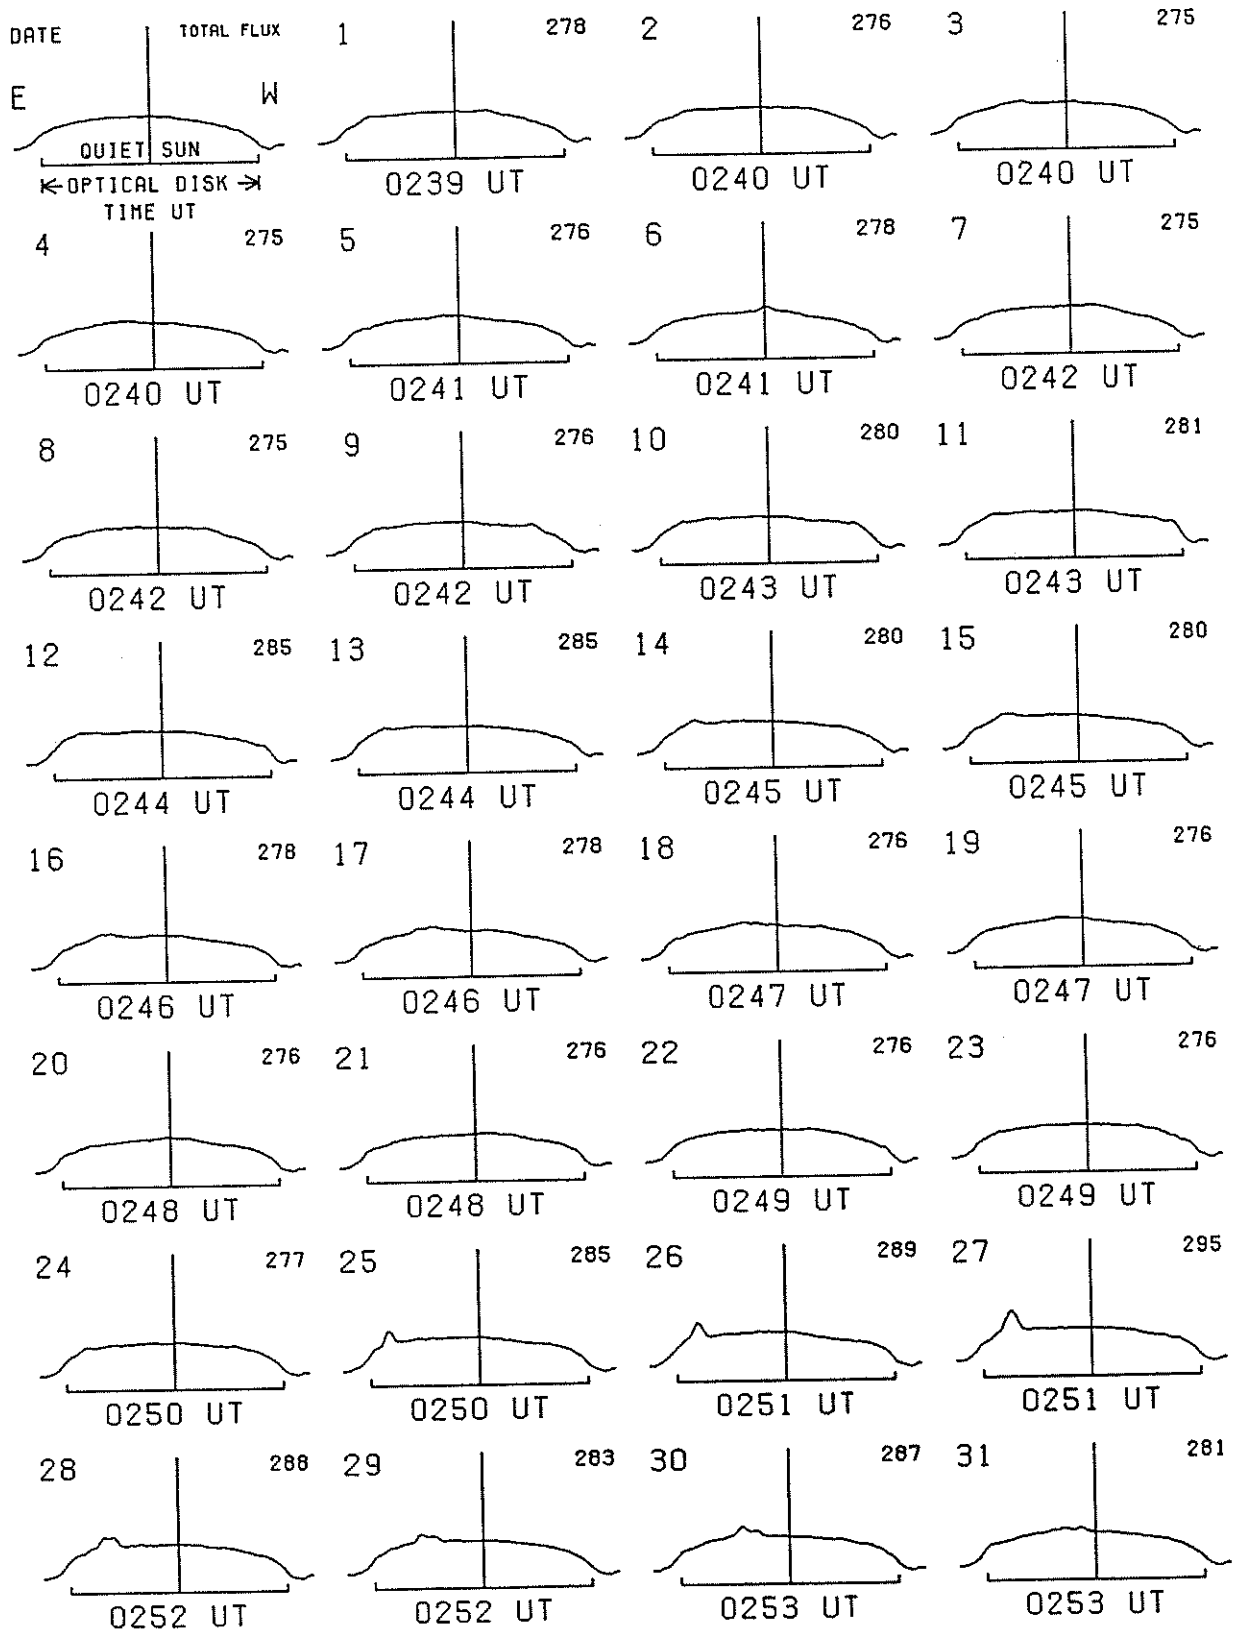 DATE TOTAL FLUX 1 278 2 276 3 275
E W
QUIET SUN
OPTICAL DISK 0239 UT 0240 UT 0240 UT
TIME UT
4 275 5 276 6 278 7 275
0240 UT 0241 UT 0241 UT 0242 UT
8 275 9 276 10 280 11 281
0242 UT 0242 UT 0243 UT 0243 UT
12 285 13 285 14 280 15 280
0244 UT 0244 UT 0245 UT 0245 UT
16 278 17 278 18 276 19 276
0246 UT 0246 UT 0247 UT 0247 UT
20 276 21 276 22 276 23 276
0248 UT 0248 UT 0249 UT 0249 UT
24 277 25 285 26 289 27 295
0250 UT 0250 UT 0251 UT 0251 UT
28 288 29 283 30 287 31 281
0252 UT 0252 UT 0253 UT 0253 UT